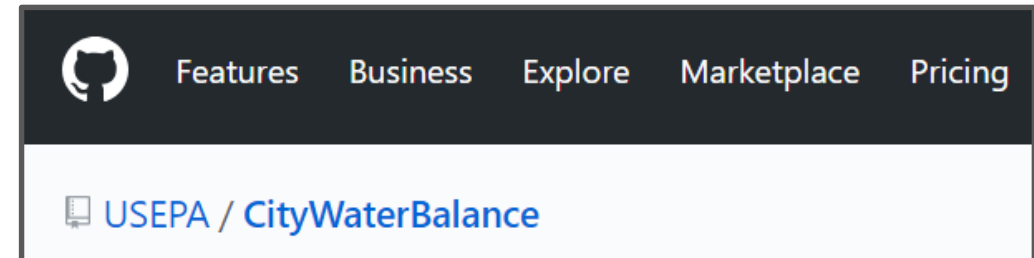 Features Business Explore Marketplace Pricing
USEPA / CityWaterBalance